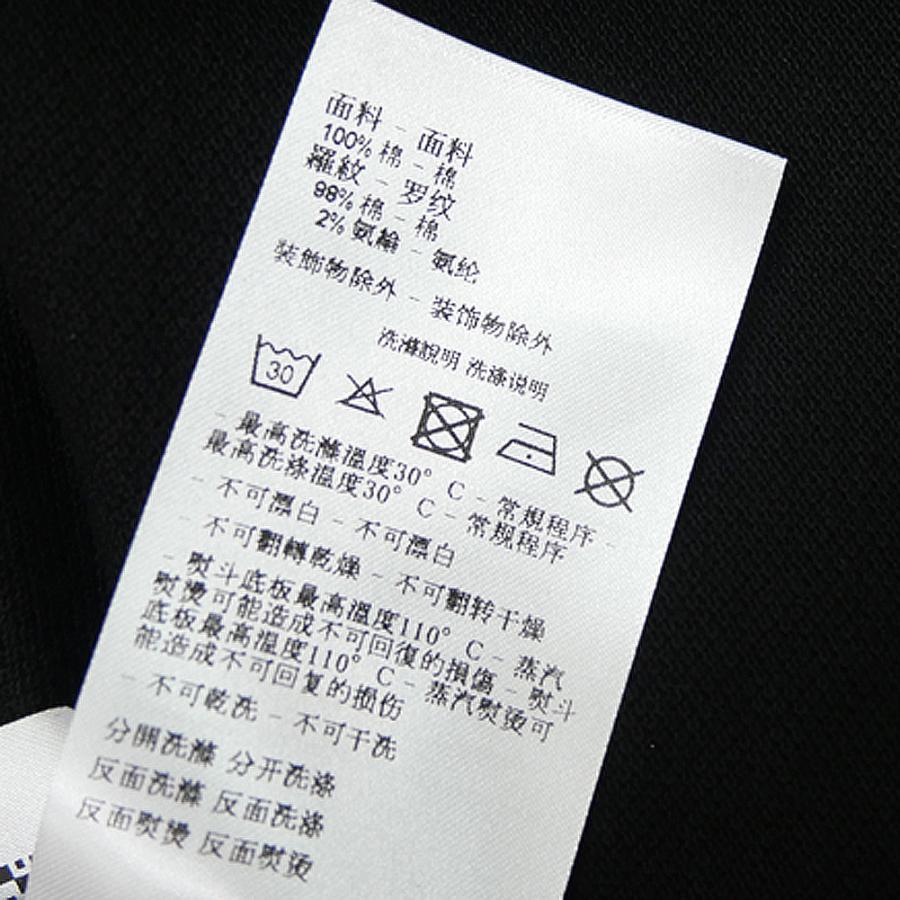 面料 - 面料
100% 棉 - 棉
羅紋 - 罗纹
98% 棉 - 棉
2% 氨綸 - 氨纶
装飾物除外 - 装饰物除外
洗滌說明 洗涤说明
30
- 最高洗滌溫度30° C - 常規程序 -
最高洗涤温度30° C - 常规程序
- 不可漂白 - 不可漂白
- 不可翻轉乾燥 - 不可翻转干燥
- 熨斗底板最高溫度110° C - 蒸汽
熨燙可能造成不可回復的損傷 - 熨斗
底板最高温度110° C - 蒸汽熨烫可
能造成不可回复的损伤
- 不可乾洗 - 不可干洗
分開洗滌 分开洗涤
反面洗滌 反面洗涤
反面熨燙 反面熨烫